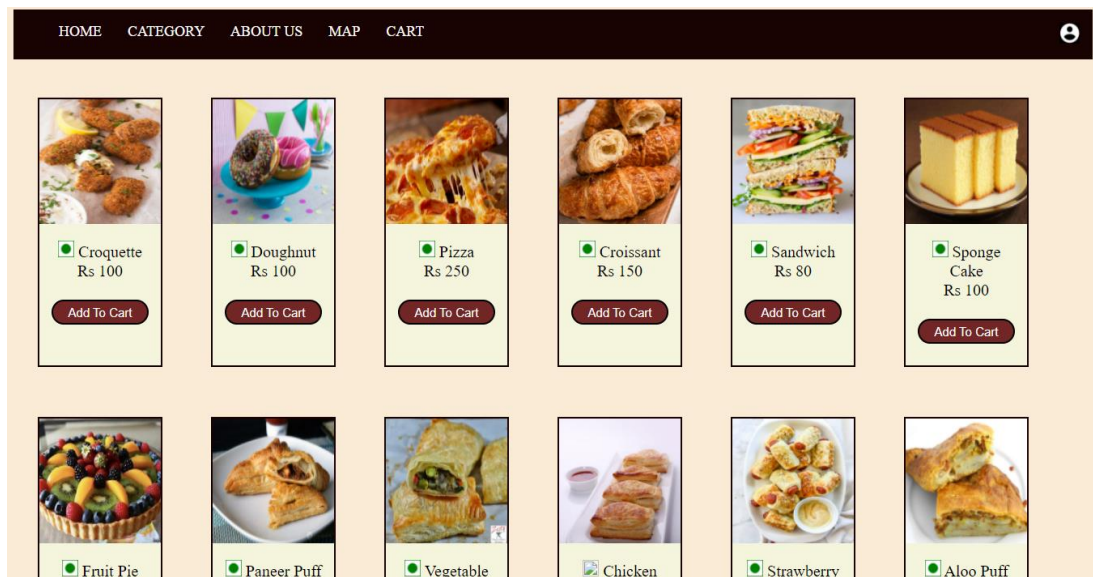 HOME CATEGORY ABOUT US MAP CART
Croquette
Rs 100
Add To Cart
Doughnut
Rs 100
Add To Cart
Pizza
Rs 250
Add To Cart
Croissant
Rs 150
Add To Cart
Sandwich
Rs 80
Add To Cart
Sponge
Cake
Rs 100
Add To Cart
Fruit Pie
Paneer Puff
Vegetable
Chicken
Strawberry
Aloo Puff